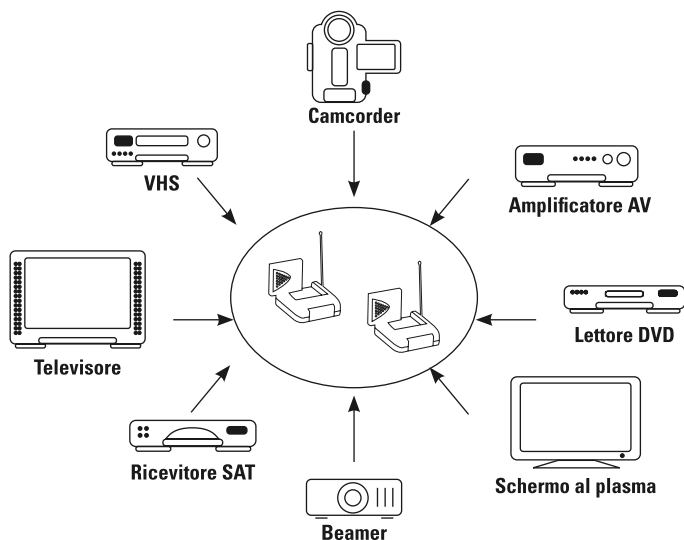 Camcorder
VHS
Amplificatore AV
Televisore
Lettore DVD
Ricevitore SAT
Schermo al plasma
Beamer